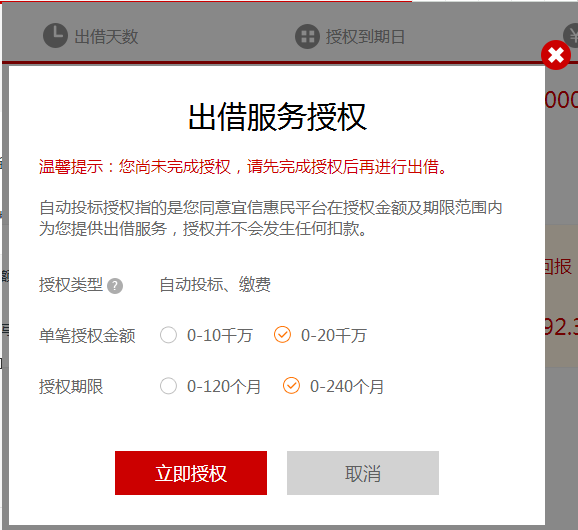 出借天数
授权到期日
出借服务授权
温馨提示：您尚未完成授权，请先完成授权后再进行出借。
000
自动投标授权指的是您同意宜信惠民平台在授权金额及期限范围内
为您提供出借服务，授权并不会发生任何扣款。
回报
授权类型 ? 自动投标、缴费
92.3
单笔授权金额 0-10千万 0-20千万
授权期限 0-120个月 0-240个月
立即授权 取消